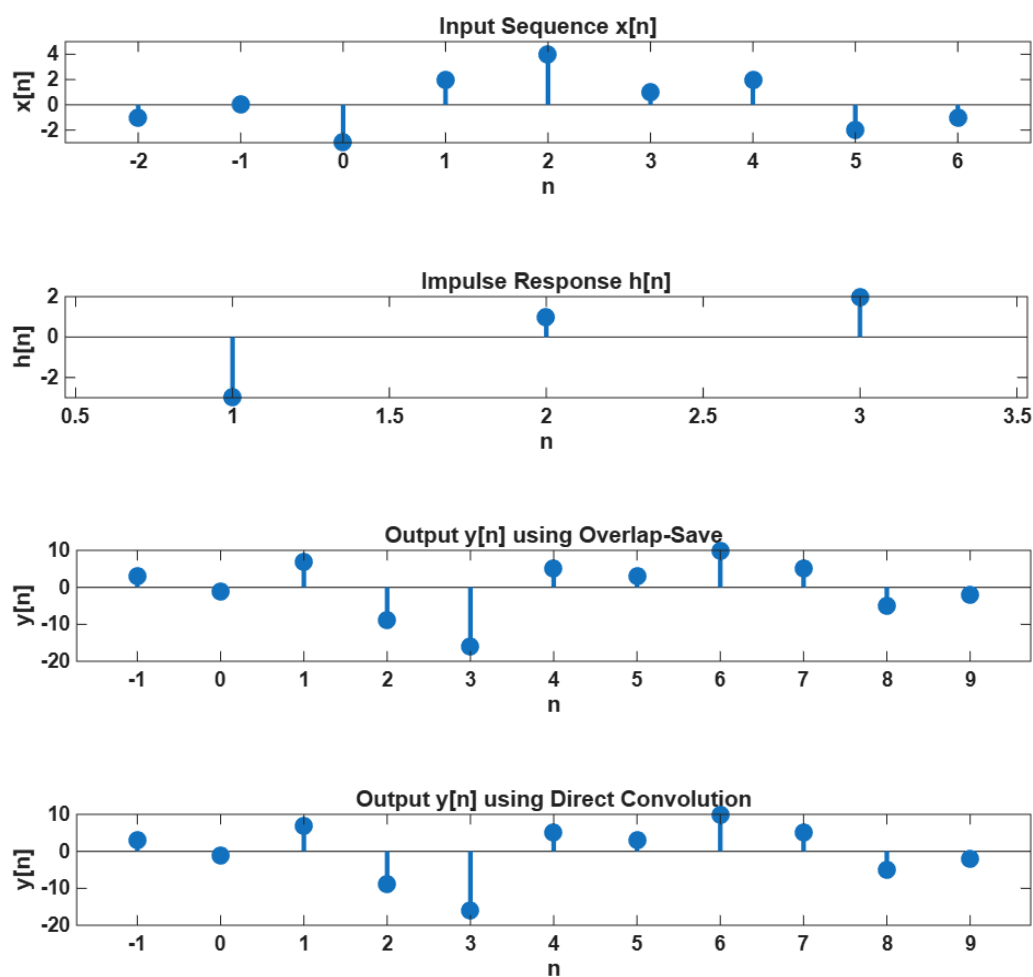 Input Sequence x[n]
x[n]
4
2
0
-2
-2 -1 0 1 2 3 4 5 6
n
Impulse Response h[n]
h[n]
2
0
-2
0.5 1 1.5 2 2.5 3 3.5
n
Output y[n] using Overlap-Save
y[n]
10
0
-10
-20
-1 0 1 2 3 4 5 6 7 8 9
n
Output y[n] using Direct Convolution
y[n]
10
0
-10
-20
-1 0 1 2 3 4 5 6 7 8 9
n